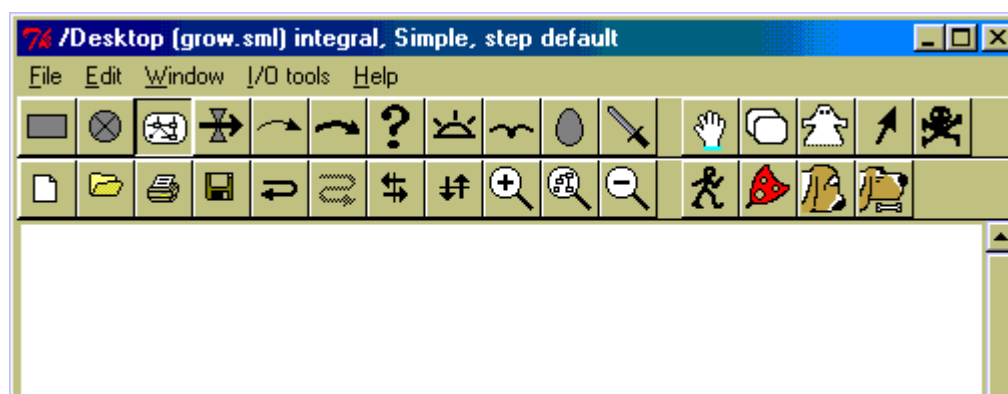 /Desktop (grow.sml) integral, Simple, step default
File Edit Window I/O tools Help
?